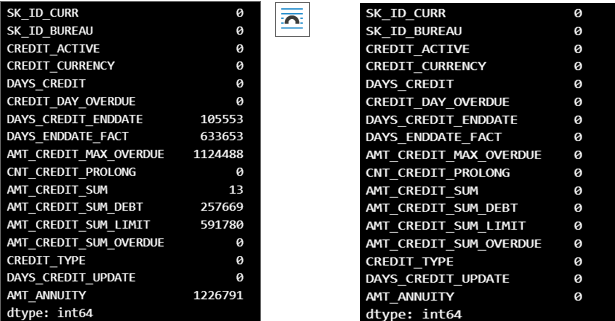 SK_ID_CURR 0
SK_ID_BUREAU 0
CREDIT_ACTIVE 0
CREDIT_CURRENCY 0
DAYS_CREDIT 0
CREDIT_DAY_OVERDUE 0
DAYS_CREDIT_ENDDATE 105553
DAYS_ENDDATE_FACT 633653
AMT_CREDIT_MAX_OVERDUE 1124488
CNT_CREDIT_PROLONG 0
AMT_CREDIT_SUM 13
AMT_CREDIT_SUM_DEBT 257669
AMT_CREDIT_SUM_LIMIT 591780
AMT_CREDIT_SUM_OVERDUE 0
CREDIT_TYPE 0
DAYS_CREDIT_UPDATE 0
AMT_ANNUITY 1226791
dtype: int64
SK_ID_CURR 0
SK_ID_BUREAU 0
CREDIT_ACTIVE 0
CREDIT_CURRENCY 0
DAYS_CREDIT 0
CREDIT_DAY_OVERDUE 0
DAYS_CREDIT_ENDDATE 0
DAYS_ENDDATE_FACT 0
AMT_CREDIT_MAX_OVERDUE 0
CNT_CREDIT_PROLONG 0
AMT_CREDIT_SUM 0
AMT_CREDIT_SUM_DEBT 0
AMT_CREDIT_SUM_LIMIT 0
AMT_CREDIT_SUM_OVERDUE 0
CREDIT_TYPE 0
DAYS_CREDIT_UPDATE 0
AMT_ANNUITY 0
dtype: int64